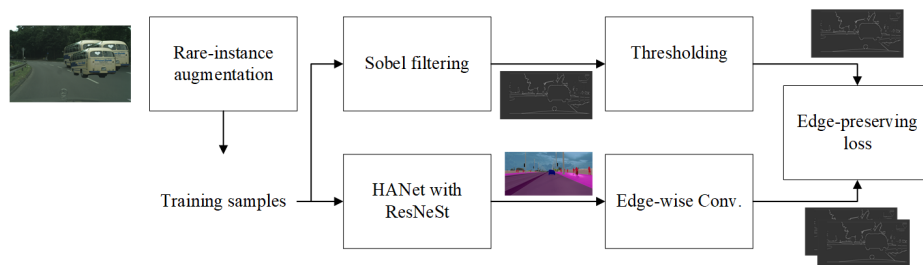 Rare-instance
augmentation
Sobel filtering
Thresholding
Edge-preserving
loss
Training samples
HANet with
ResNeSt
Edge-wise Conv.